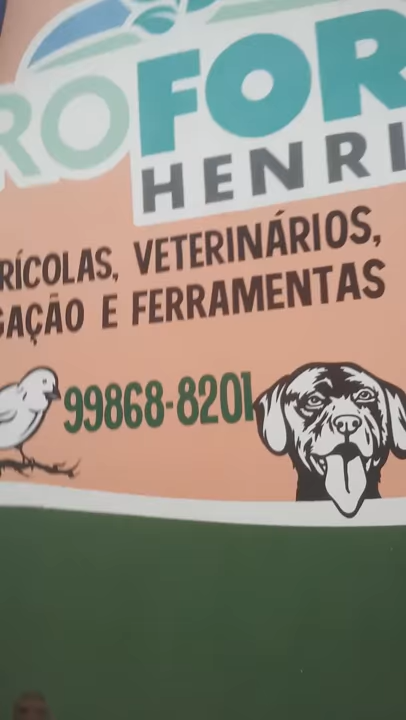 ROFOR
HENRI
RÍCOLAS, VETERINÁRIOS,
GAÇÃO E FERRAMENTAS
99868-8201